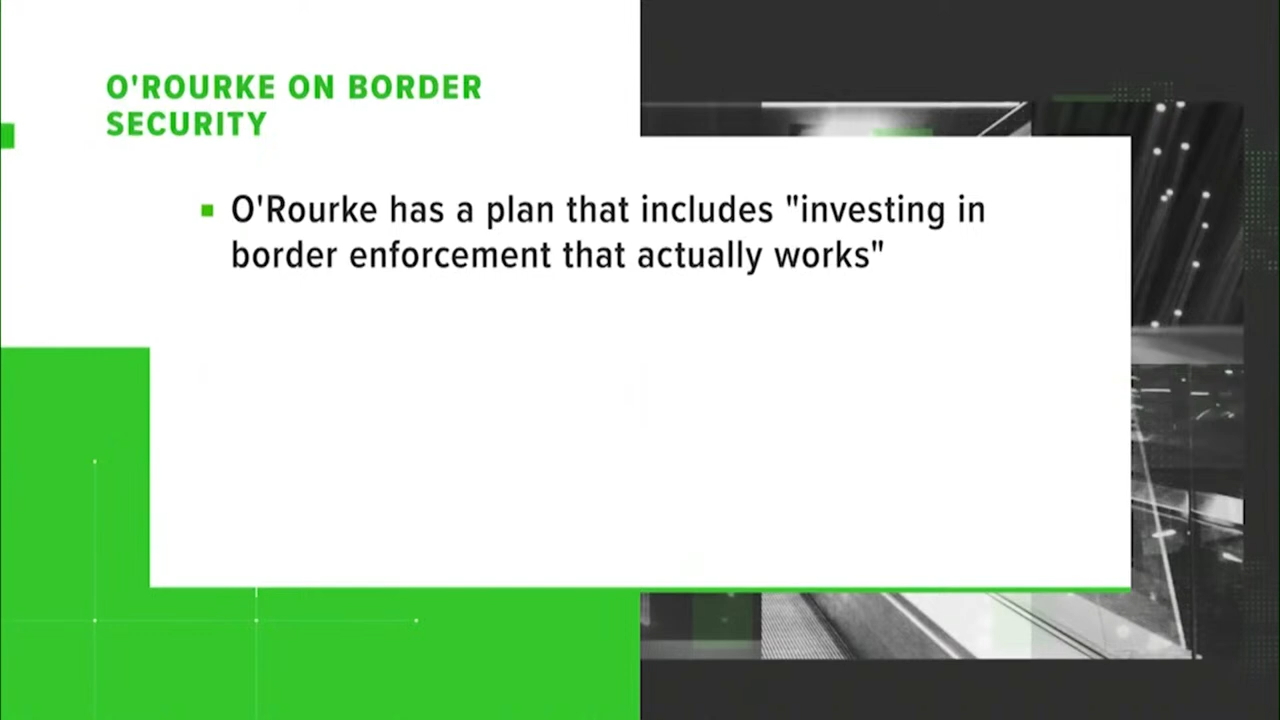 O'ROURKE ON BORDER
SECURITY
O'Rourke has a plan that includes "investing in
border enforcement that actually works"